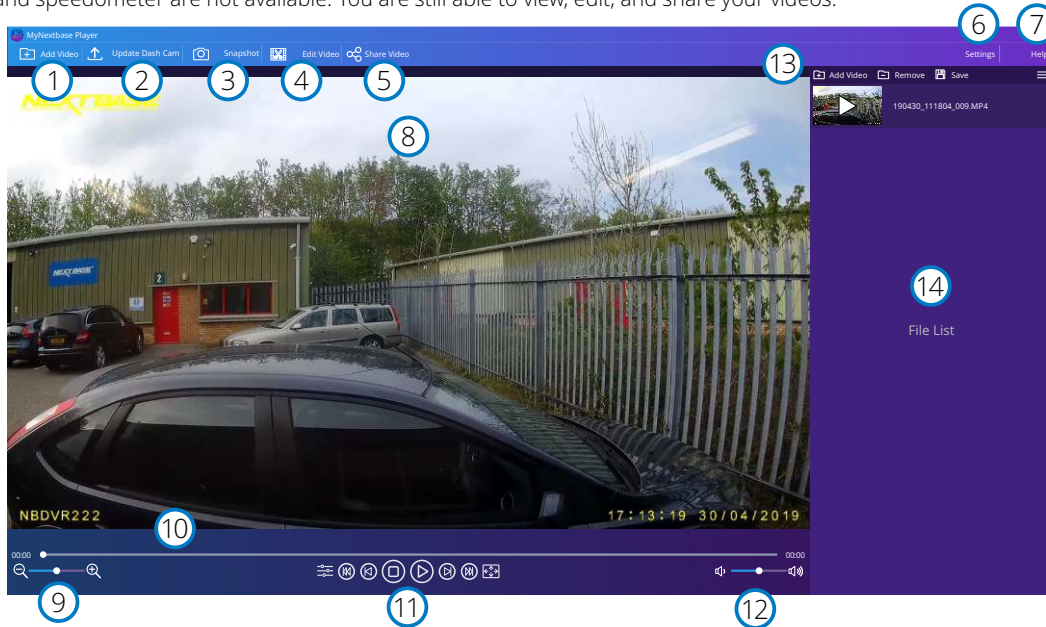 and speedometer are not available. You are still able to view, edit, and share your videos.
MyNextbase Player
Add Video Update Dash Cam Snapshot Edit Video Share Video Settings Help
1 2 3 4 5 6 7
13
Add Video Remove Save
190430_111804_009.MP4
NEXTBASE
8
NEXTBASE
2
14
File List
NBDVR222 17:13:19 30/04/2019
10
00:00 00:00
9 11 12